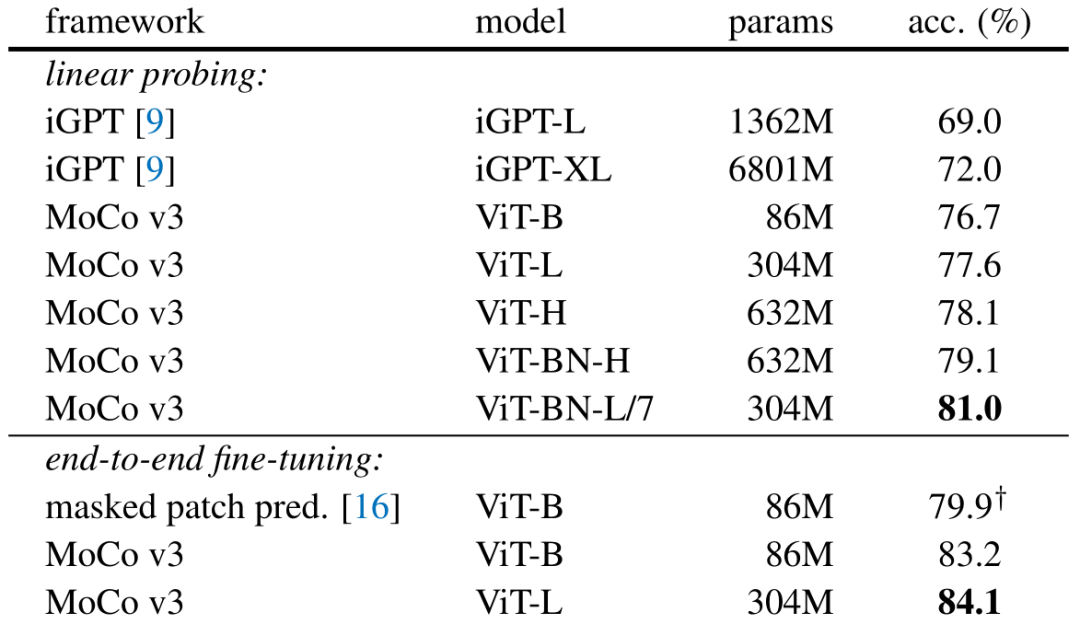 framework model params acc. (%)
linear probing:
iGPT [9] iGPT-L 1362M 69.0
iGPT [9] iGPT-XL 6801M 72.0
MoCo v3 ViT-B 86M 76.7
MoCo v3 ViT-L 304M 77.6
MoCo v3 ViT-H 632M 78.1
MoCo v3 ViT-BN-H 632M 79.1
MoCo v3 ViT-BN-L/7 304M 81.0
end-to-end fine-tuning:
masked patch pred. [16] ViT-B 86M 79.9†
MoCo v3 ViT-B 86M 83.2
MoCo v3 ViT-L 304M 84.1